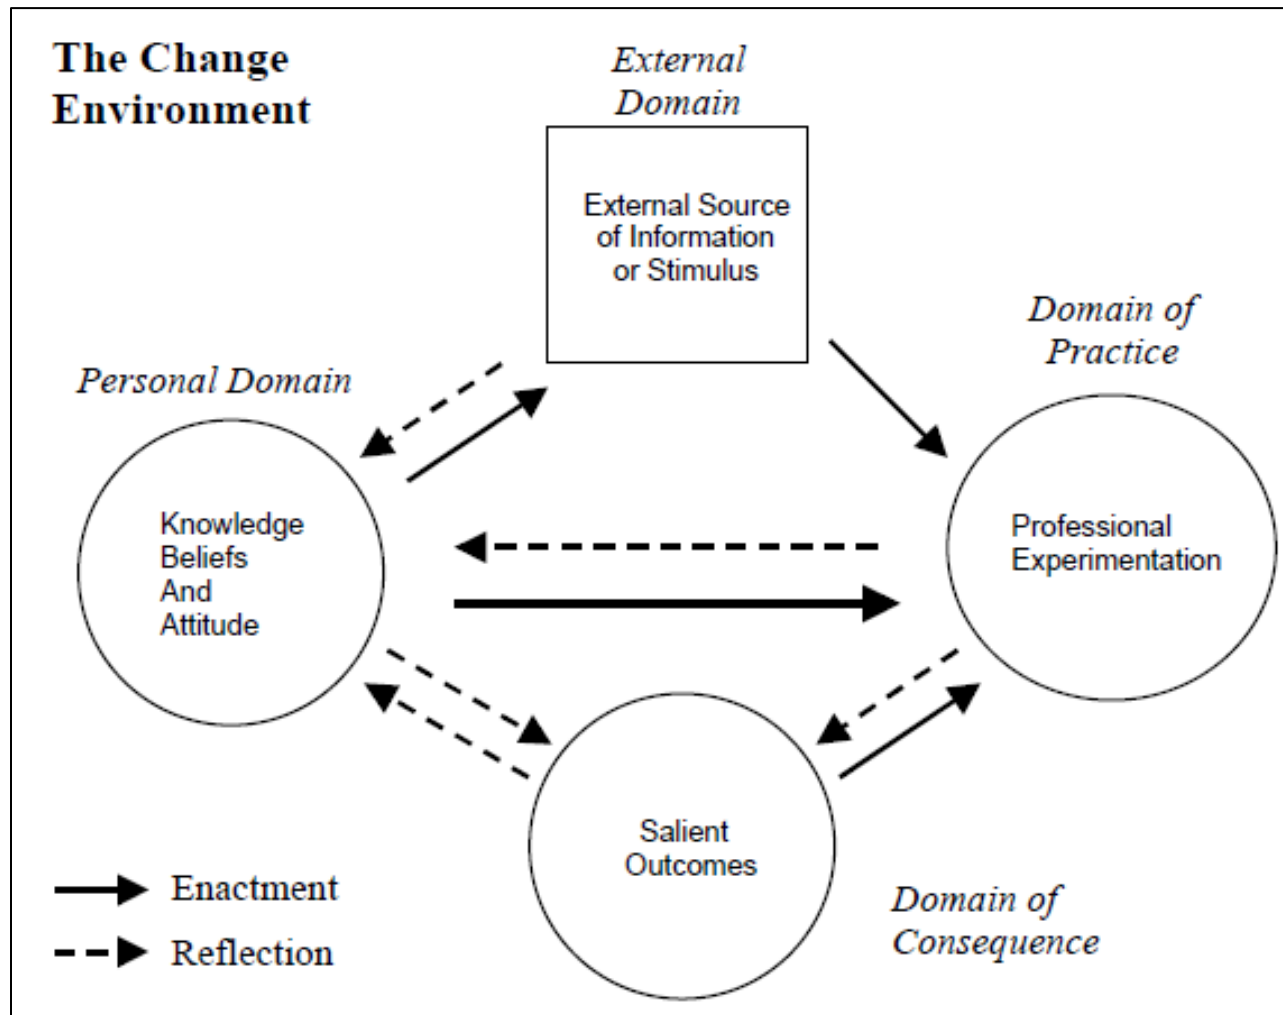 The Change
Environment
External
Domain
External Source
of Information
or Stimulus
Domain of
Practice
Personal Domain
Knowledge
Beliefs
And
Attitude
Professional
Experimentation
Salient
Outcomes
Domain of
Consequence
Enactment
Reflection